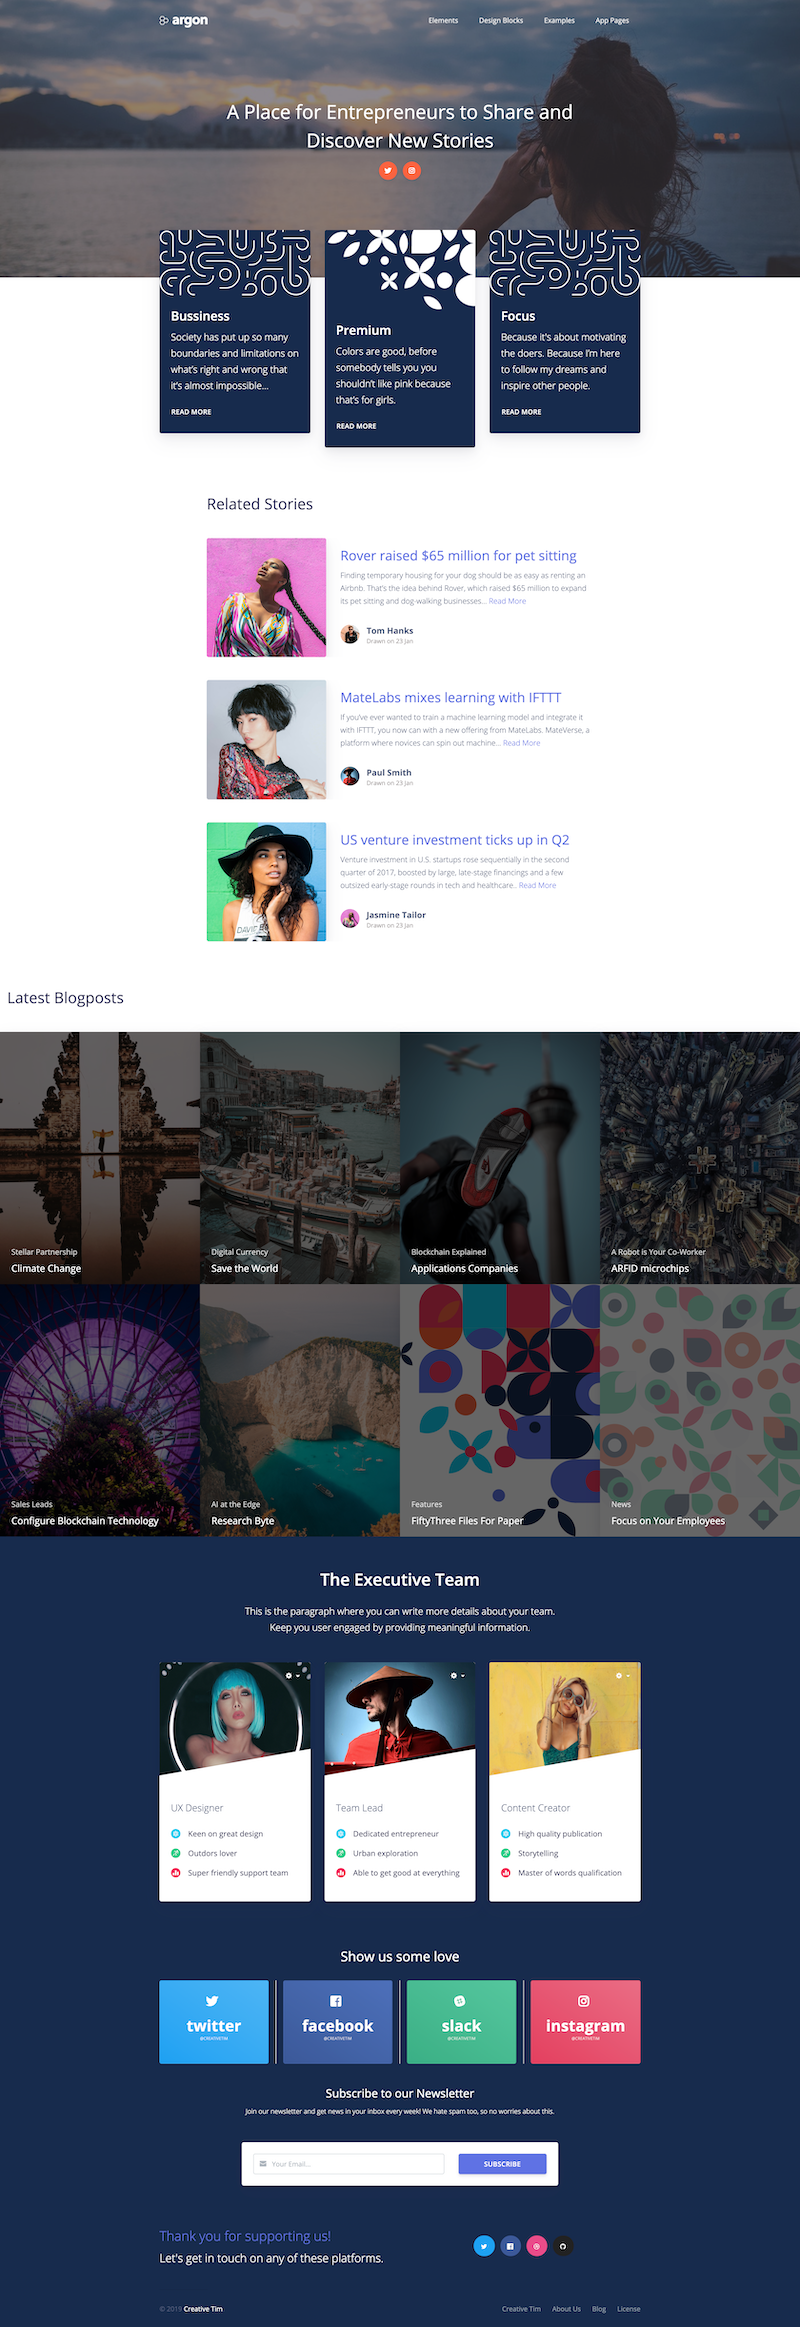 argon
Elements
Design Blocks
Examples
App Pages
A Place for Entrepreneurs to Share and
Discover New Stories
Bussiness
Society has put up so many
boundaries and limitations on
what's right and wrong that
it's almost impossible...
READ MORE
Premium
Colors are good, before
somebody tells you you
shouldn't like pink because
that's for girls.
READ MORE
Focus
Because it's about motivating
the doers. Because I'm here
to follow my dreams and
inspire other people.
READ MORE
Related Stories
Rover raised $65 million for pet sitting
Finding temporary housing for your dog should be as easy as renting an
Airbnb. That's the idea behind Rover, which raised $65 million to expand
its pet sitting and dog-walking businesses... Read More
Tom Hanks
Drawn on 23 Jan
MateLabs mixes learning with IFTTT
If you've ever wanted to train a machine learning model and integrate it
with IFTTT, you now can with a new offering from MateLabs. MateVerse, a
platform where novices can spin out machine... Read More
Paul Smith
Drawn on 23 Jan
US venture investment ticks up in Q2
Venture investment in U.S. startups rose sequentially in the second
quarter of 2017, boosted by large, late-stage financings and a few
outsized early-stage rounds in tech and healthcare.. Read More
Jasmine Tailor
Drawn on 23 Jan
Latest Blogposts
Stellar Partnership
Climate Change
Digital Currency
Save the World
Blockchain Explained
Applications Companies
A Robot is Your Co-Worker
ARFID microchips
Sales Leads
Configure Blockchain Technology
AI at the Edge
Research Byte
Features
FiftyThree Files For Paper
News
Focus on Your Employees
The Executive Team
This is the paragraph where you can write more details about your team.
Keep you user engaged by providing meaningful information.
UX Designer
Keen on great design
Outdors lover
Super friendly support team
Team Lead
Dedicated entrepreneur
Urban exploration
Able to get good at everything
Content Creator
High quality publication
Storytelling
Master of words qualification
Show us some love
twitter
@CREATIVETIM
facebook
@CREATIVETIM
slack
@CREATIVETIM
instagram
@CREATIVETIM
Subscribe to our Newsletter
Join our newsletter and get news in your inbox every week! We hate spam too, so no worries about this.
Your Email...
SUBSCRIBE
Thank you for supporting us!
Let's get in touch on any of these platforms.
© 2019 Creative Tim
Creative Tim
About Us
Blog
License